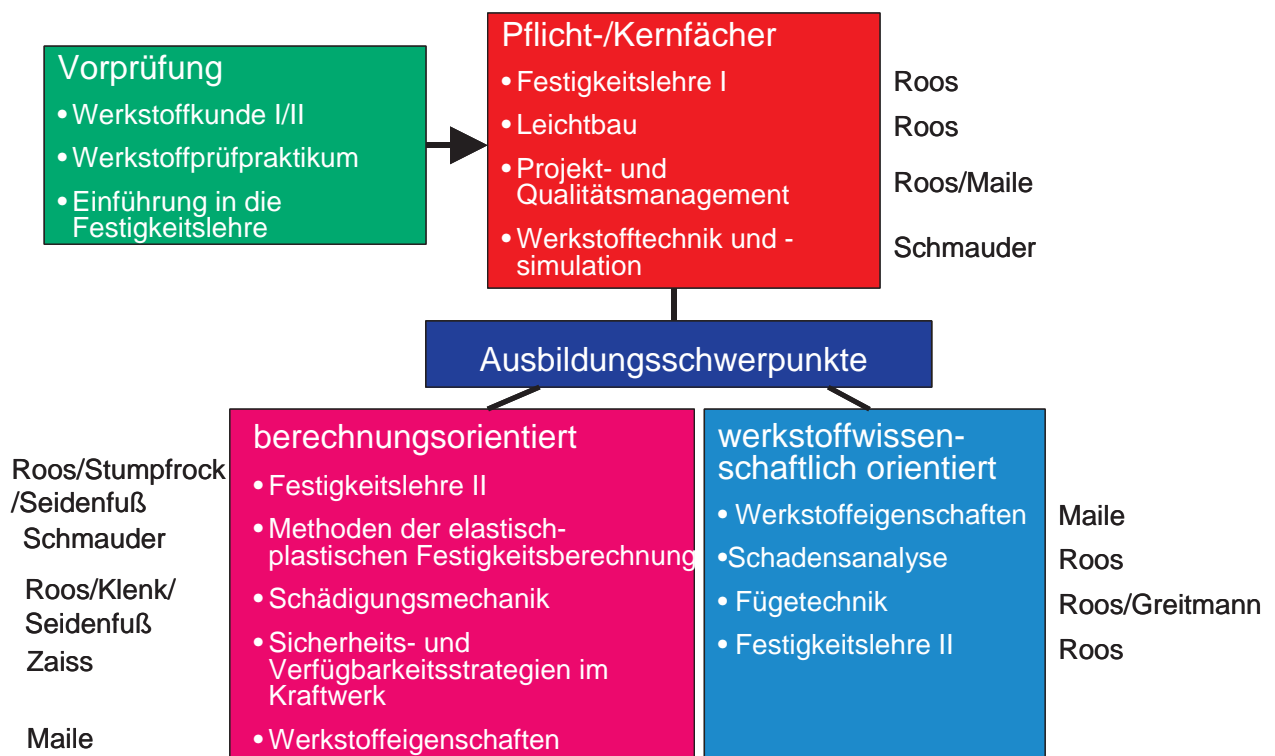 Vorprüfung
• Werkstoffkunde I/II
• Werkstoffprüfpraktikum
• Einführung in die
Festigkeitslehre
Pflicht-/Kernfächer
• Festigkeitslehre I
Roos
• Leichtbau
Roos
• Projekt- und
Qualitätsmanagement
Roos/Maile
• Werkstofftechnik und -
simulation
Schmauder
Ausbildungsschwerpunkte
berechnungsorientiert
Roos/Stumpfrock
/Seidenfuß
• Festigkeitslehre II
Schmauder
• Methoden der elastisch-
plastischen Festigkeitsberechnung
Roos/Klenk/
Seidenfuß
• Schädigungsmechanik
Zaiss
• Sicherheits- und
Verfügbarkeitsstrategien im
Kraftwerk
Maile
• Werkstoffeigenschaften
werkstoffwissen-
schaftlich orientiert
• Werkstoffeigenschaften
Maile
•Schadensanalyse
Roos
• Fügetechnik
Roos/Greitmann
• Festigkeitslehre II
Roos